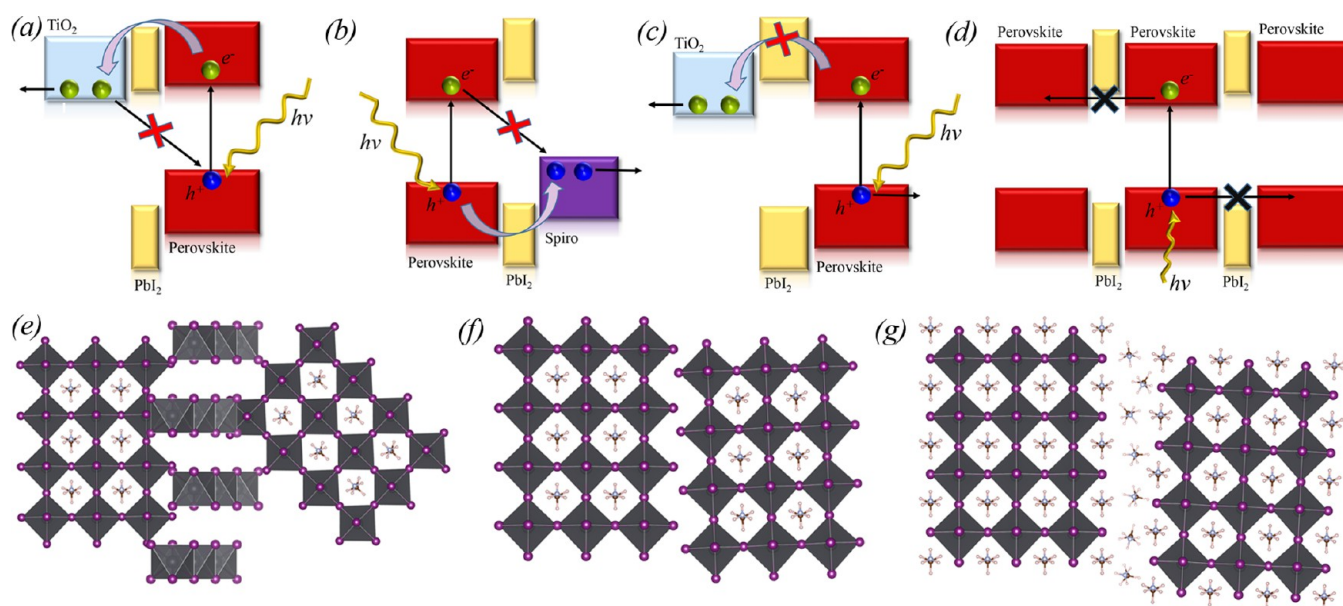 (a)
TiO2
e-
hν
h+
Perovskite
PbI2
(b)
e-
hν
h+
Spiro
Perovskite
PbI2
(c)
TiO2
e-
hν
h+
Perovskite
PbI2
(d)
Perovskite
Perovskite
Perovskite
e-
h+
PbI2
PbI2
hν
(e)
(f)
(g)